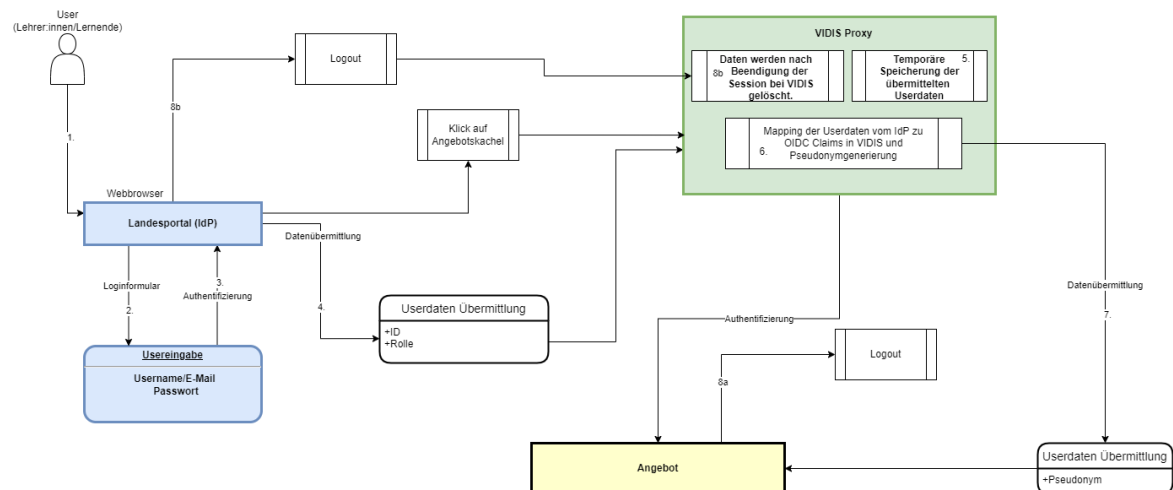 User
(Lehrer:innen/Lernende)
VIDIS Proxy
Logout
8b
Daten werden nach
Beendigung der
Session bei VIDIS
gelöscht.
Temporäre
Speicherung der
übermittelten
Userdaten
5.
8b
1.
Klick auf
Angebotskachel
Mapping der Userdaten vom IdP zu
OIDC Claims in VIDIS und
Pseudonymgenerierung
6.
Webbrowser
Landesportal (IdP)
Datenübermittlung
Loginformular
2.
3.
Authentifizierung
4.
Userdaten Übermittlung
+ID
+Rolle
Usereingabe
Username/E-Mail
Passwort
Authentifizierung
Logout
8a
Datenübermittlung
7.
Angebot
Userdaten Übermittlung
+Pseudonym